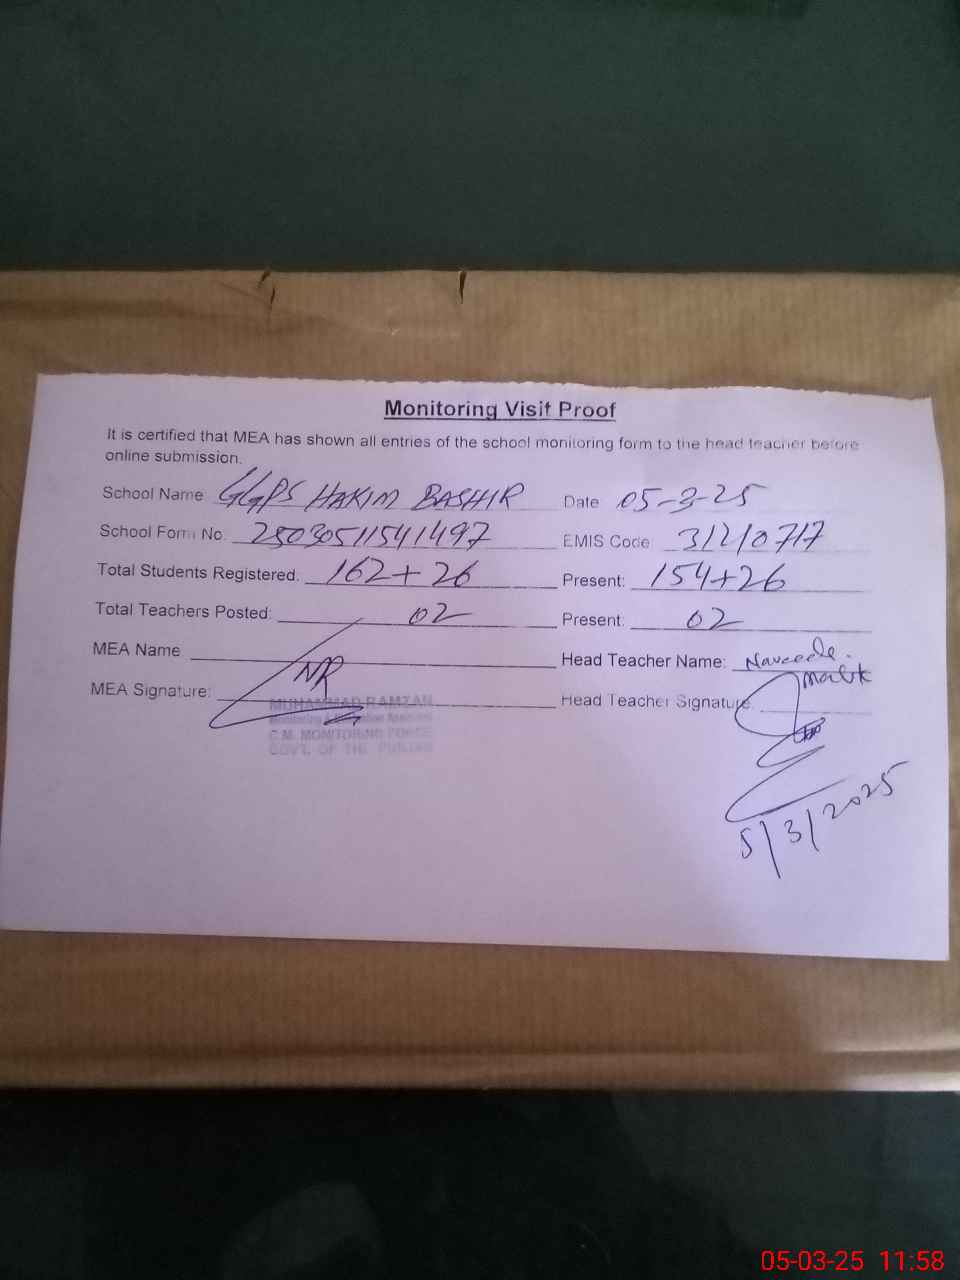 Monitoring Visit Proof
It is certified that MEA has shown all entries of the school monitoring form to the head teacher before
online submission.
School Name: GGPS HAKIM BASHIR Date 05-3-25
School Form No. 2503051154 1497 EMIS Code 31210717
Total Students Registered: 162+26 Present: 154+26
Total Teachers Posted: 02 Present: 02
MEA Name Head Teacher Name: Naveeda Malik
MEA Signature: Head Teacher Signature:
MUHAMMAD RAMZAN
Monitoring &
C.M. MONITORING FORCE
GOVT. OF THE PUNJAB
5/3/2025
05-03-25 11:58